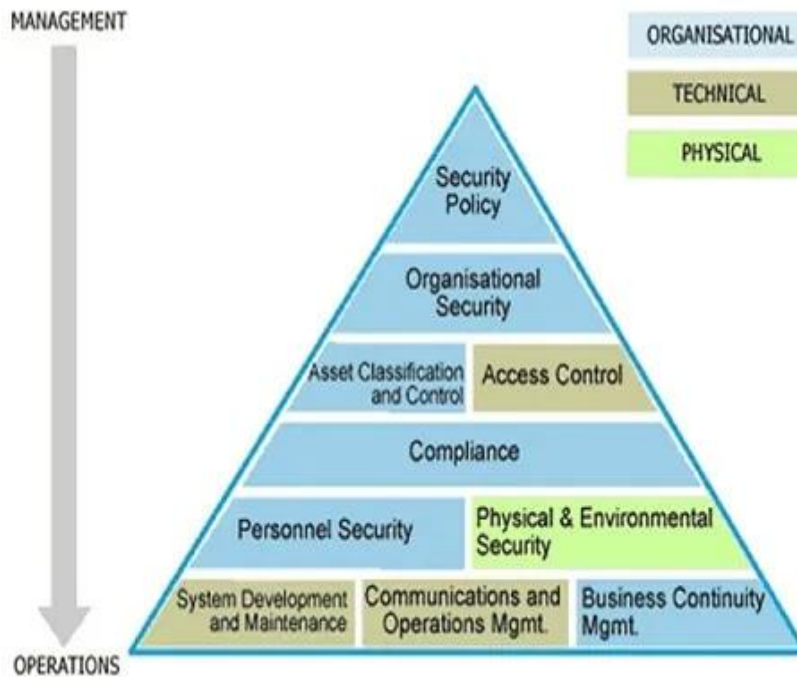 MANAGEMENT
ORGANISATIONAL
TECHNICAL
PHYSICAL
Security
Policy
Organisational
Security
Asset Classification
and Control
Access Control
Compliance
Personnel Security
Physical & Environmental
Security
System Development
and Maintenance
Communications and
Operations Mgmt.
Business Continuity
Mgmt.
OPERATIONS